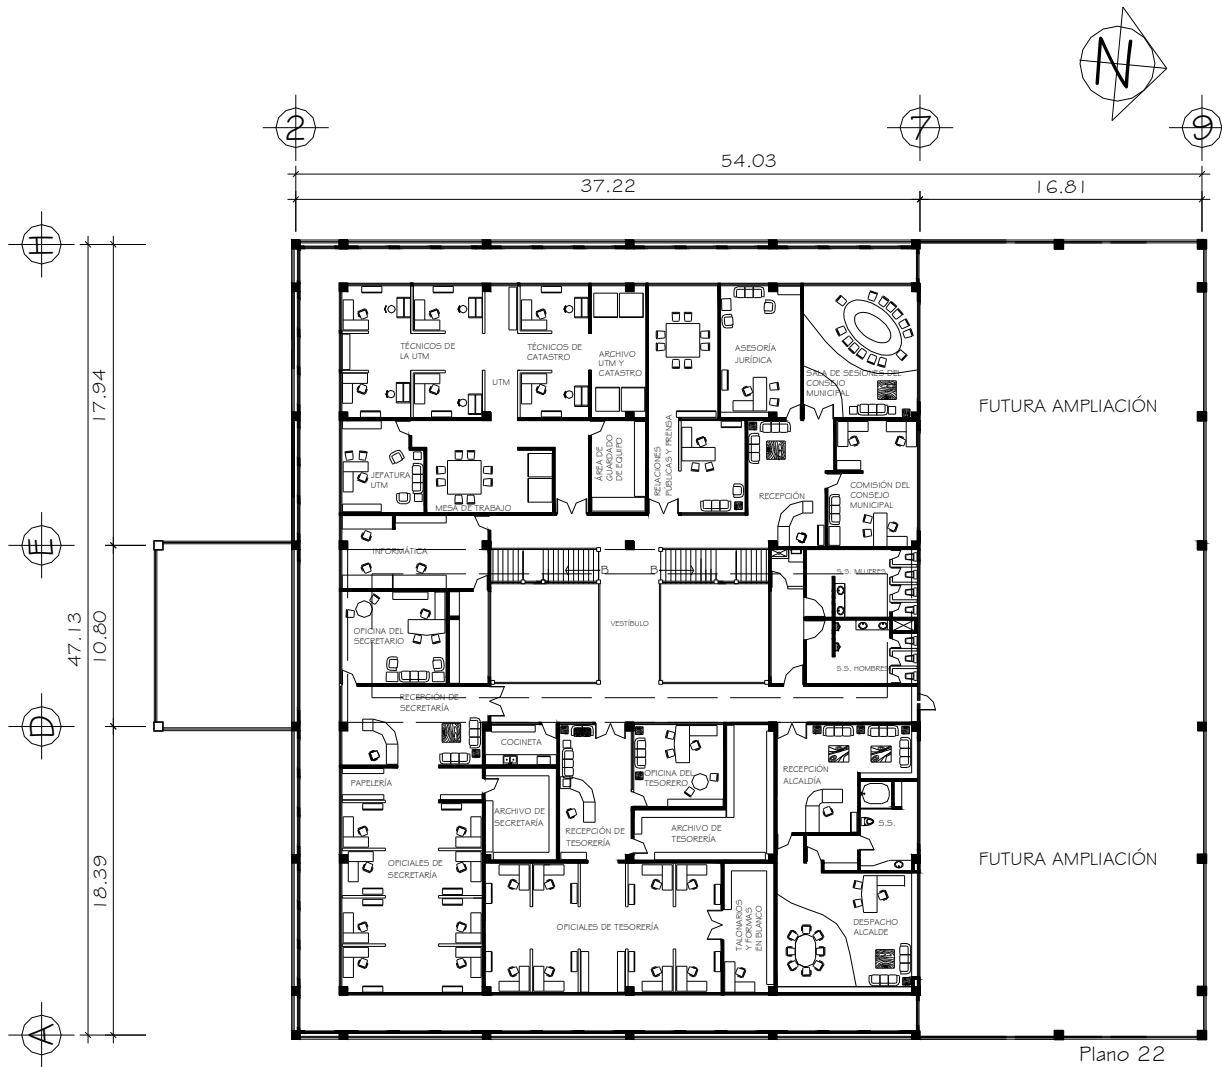 N
2
7
9
54.03
37.22
16.81
H
E
D
A
17.94
47.13
10.80
18.39
TÉCNICOS DE
LA UTM
UTM
TÉCNICOS DE
CATASTRO
ARCHIVO
UTM Y
CATASTRO
ASESORÍA
JURÍDICA
SALA DE SESIONES DEL
CONSEJO
MUNICIPAL
FUTURA AMPLIACIÓN
JEFATURA
UTM
MESA DE TRABAJO
ÁREA DE
GUARDADO
DE EQUIPO
RELACIONES
PÚBLICAS Y PRENSA
RECEPCIÓN
COMISIÓN DEL
CONSEJO
MUNICIPAL
INFORMÁTICA
B
B
S.S. MUJERES
OFICINA DEL
SECRETARIO
VESTÍBULO
S.S. HOMBRES
RECEPCIÓN DE
SECRETARÍA
COCINETA
PAPELERÍA
OFICINA DEL
TESORERO
RECEPCIÓN
ALCALDÍA
ARCHIVO DE
SECRETARÍA
RECEPCIÓN DE
TESORERÍA
ARCHIVO DE
TESORERÍA
S.S.
FUTURA AMPLIACIÓN
OFICIALES DE
SECRETARÍA
OFICIALES DE TESORERÍA
TALONARIOS
Y FORMAS
EN BLANCO
DESPACHO
ALCALDE
Plano 22